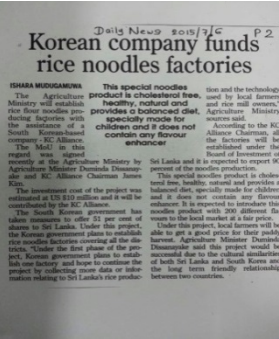 Daily News 2015/7/6 P 2
Korean company funds
rice noodles factories
ISHARA MUDUGAMUWA
The Agriculture
Ministry will establish
rice flour noodles pro-
ducing factories with
the assistance of a
South Korean-based
company - KC Alliance.
The MoU in this
regard was signed
recently at the Agriculture Ministry by
Agriculture Minister Duminda Dissanay-
ake and KC Alliance Chairman James
Kim.
The investment cost of the project was
estimated at US $10 million and it will be
contributed by the KC Alliance.
The South Korean government has
taken measures to offer 51 per cent of
shares to Sri Lanka. Under this project,
the Korean government plans to establish
rice noodles factories covering all the dis-
tricts. "Under the first phase of the pro-
ject, Korean government plans to estab-
lish one factory and hope to continue the
project by collecting more data or infor-
mation relating to Sri Lanka's rice produc-
This special noodles
product is cholesterol free,
healthy, natural and
provides a balanced diet,
specially made for
children and it does not
contain any flavour
enhancer
tion and the technology
used by local farmers
and rice mill owners,"
Agriculture Ministry
sources said.
According to the KC
Alliance Chairman, all
the factories will be
established under the
Board of Investment
Sri Lanka and it is expected to export 90
percent of the noodles production.
This special noodles product is choles-
terol free, healthy, natural and provides a
balanced diet, specially made for children
and it does not contain any flavour
enhancer. It is expected to introduce this
noodles product with 200 different fla-
vours to the local market at a fair price.
Under this project, local farmers will be
able to get a good price for their paddy
harvest. Agriculture Minister Duminda
Dissanayake said this project would be
successful due to the cultural similarities
of both Sri Lanka and South Korea and
the long term friendly relationship
between two countries.